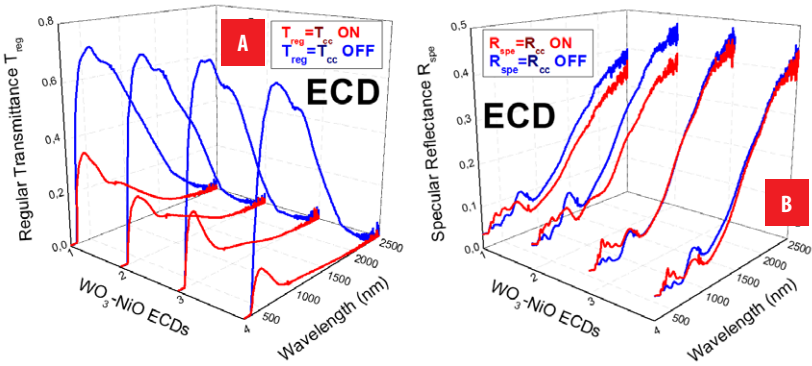 A
T_reg=T_cc ON
T_reg=T_cc OFF
ECD
Regular Transmittance T_reg
0,8
0,6
0,4
0,2
0,0
1
2
3
4
WO_3-NiO ECDs
500
1000
1500
2000
2500
Wavelength (nm)
R_spe=R_cc ON
R_spe=R_cc OFF
ECD
B
Specular Reflectance R_spe
0,5
0,4
0,3
0,2
0,1
0,0
1
2
3
4
WO_3-NiO ECDs
500
1000
1500
2000
2500
Wavelength (nm)